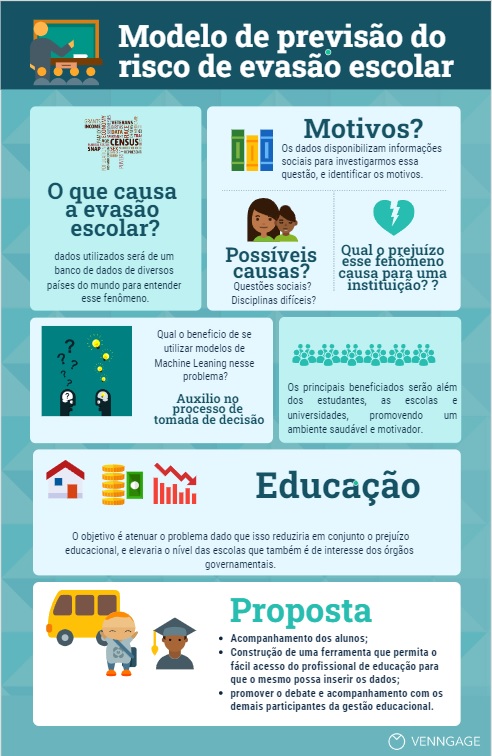 Modelo de previsão do
risco de evasão escolar
CENSUS
VETERANS
DATA
INCOME
SNAP
O que causa
a evasão
escolar?
dados utilizados será de um
banco de dados de diversos
países do mundo para entender
esse fenômeno.
Motivos?
Os dados disponibilizam informações
sociais para investigarmos essa
questão, e identificar os motivos.
Possíveis
causas?
Questões sociais?
Disciplinas difíceis?
Qual o prejuízo
esse fenômeno
causa para uma
instituição? ?
Qual o beneficio de se
utilizar modelos de
Machine Leaning nesse
problema?
Auxilio no
processo de
tomada de decisão
Os principais beneficiados serão além
dos estudantes, as escolas e
universidades, promovendo um
ambiente saudável e motivador.
Educação
O objetivo é atenuar o problema dado que isso reduziria em conjunto o prejuízo
educacional, e elevaria o nível das escolas que também é de interesse dos órgãos
governamentais.
Proposta
• Acompanhamento dos alunos;
• Construção de uma ferramenta que permita o
fácil acesso do profissional de educação para
que o mesmo possa inserir os dados;
• promover o debate e acompanhamento com os
demais participantes da gestão educacional.
VENNGAGE